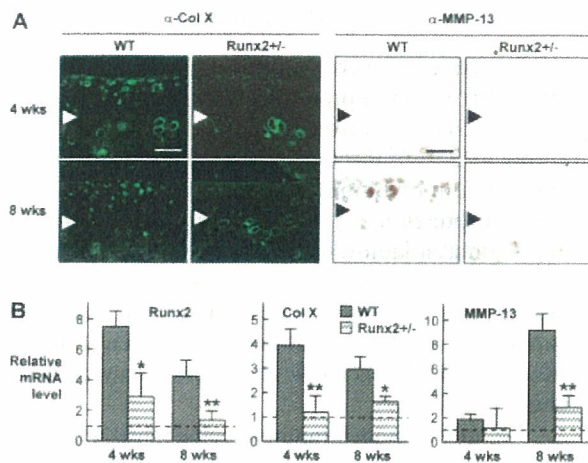 A
α-Col X α-MMP-13
WT Runx2+/- WT Runx2+/-
4 wks
8 wks
B
Relative mRNA level
Runx2
8
6
4
2
0
*
**
4 wks 8 wks
Col X
5
4
3
2
1
0
**
*
4 wks 8 wks
WT
Runx2+/-
MMP-13
10
8
6
4
2
0
**
4 wks 8 wks